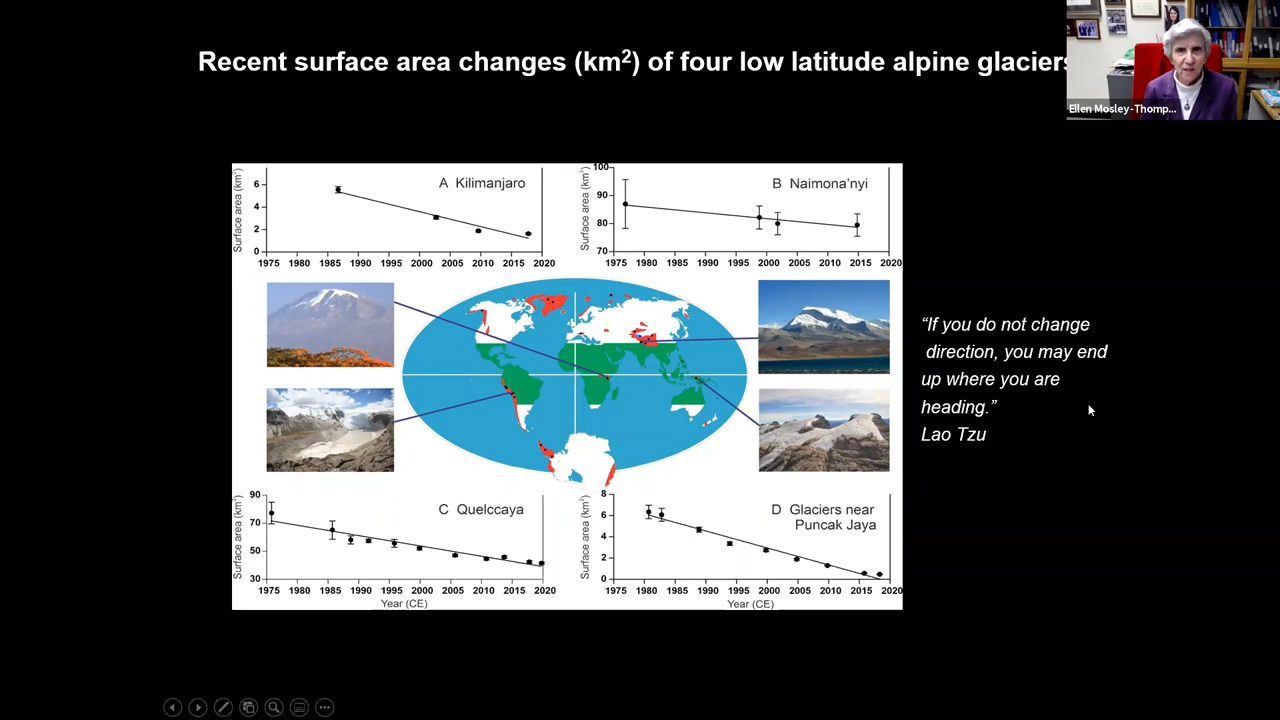 Recent surface area changes (km²) of four low latitude alpine glaciers
Ellen Mosley-Thomp...
A Kilimanjaro
Surface area (km²)
6
4
2
0
1975 1980 1985 1990 1995 2000 2005 2010 2015 2020
B Naimona'nyi
Surface area (km²)
100
90
80
70
1975 1980 1985 1990 1995 2000 2005 2010 2015 2020
“If you do not change
direction, you may end
up where you are
heading.”
Lao Tzu
C Quelccaya
Surface area (km²)
90
70
50
30
1975 1980 1985 1990 1995 2000 2005 2010 2015 2020
Year (CE)
D Glaciers near
Puncak Jaya
Surface area (km²)
8
6
4
2
0
1975 1980 1985 1990 1995 2000 2005 2010 2015 2020
Year (CE)